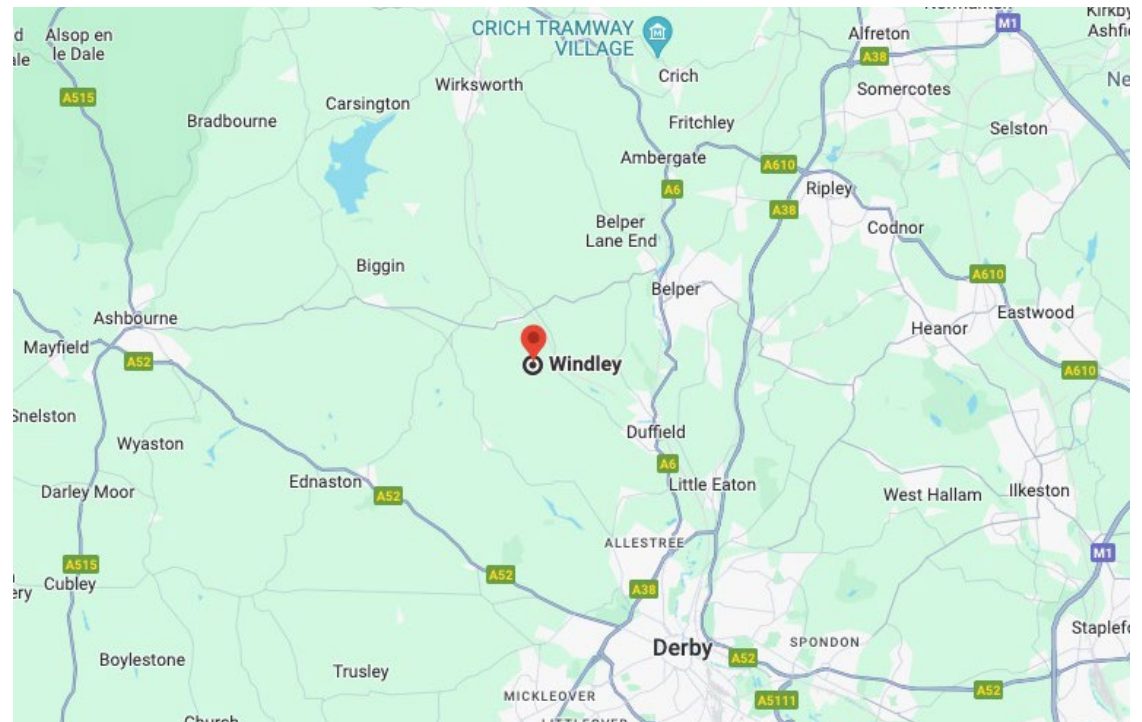 Alsop en
le Dale
CRICH TRAMWAY
VILLAGE
M1
Alfreton
A38
Crich
Wirksworth
Somercotes
A515
Carsington
Bradbourne
Fritchley
Selston
Ambergate
A610
A6
Ripley
A38
Belper
Lane End
Codnor
Biggin
A610
Belper
Ashbourne
Eastwood
Heanor
Mayfield
A52
Windley
A610
Snelston
Wyaston
Duffield
A6
Ednaston
Little Eaton
Darley Moor
A52
West Hallam
Ilkeston
ALLESTREE
M1
A515
A52
Cubley
A38
Derby
SPONDON
A52
Boylestone
Trusley
A52
MICKLEOVER
A5111